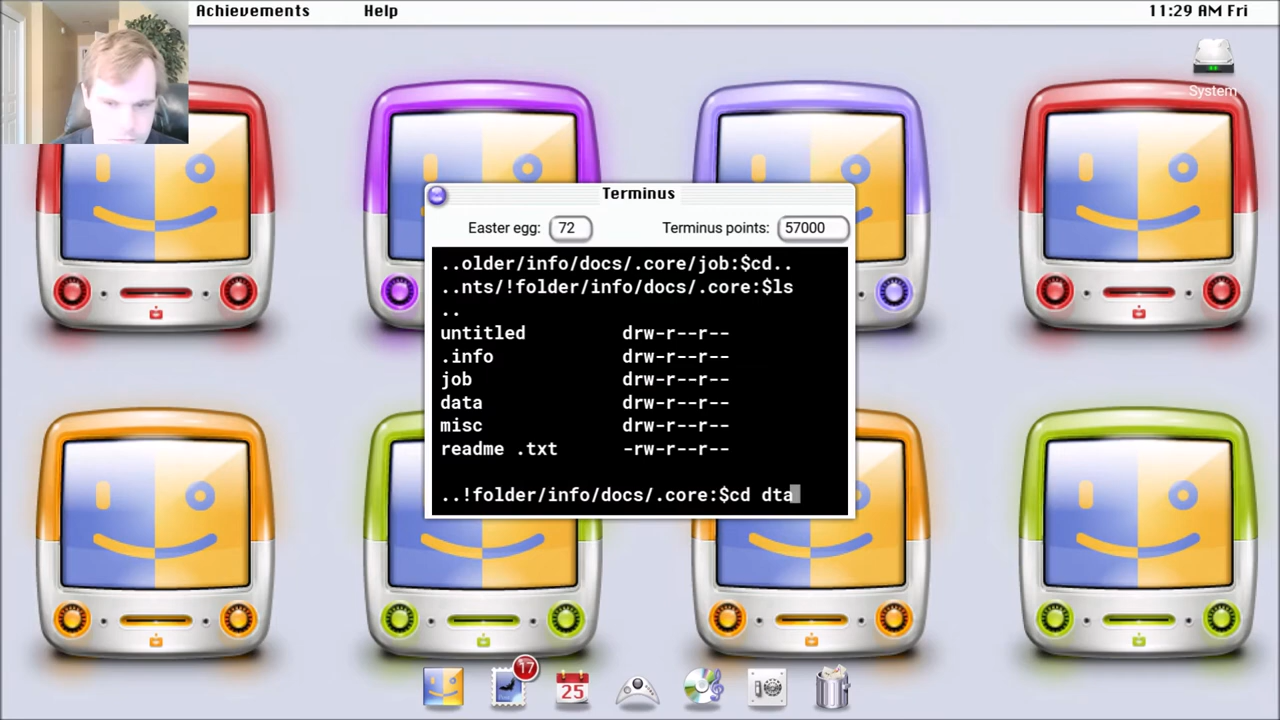 Achievements Help 11:29 AM Fri
System
Terminus
Easter egg: 72 Terminus points: 57000
..older/info/docs/.core/job:$cd..
..nts/!folder/info/docs/.core:$ls
..
untitled drw-r--r--
.info drw-r--r--
job drw-r--r--
data drw-r--r--
misc drw-r--r--
readme .txt -rw-r--r--
..!folder/info/docs/.core:$cd dta
17
25